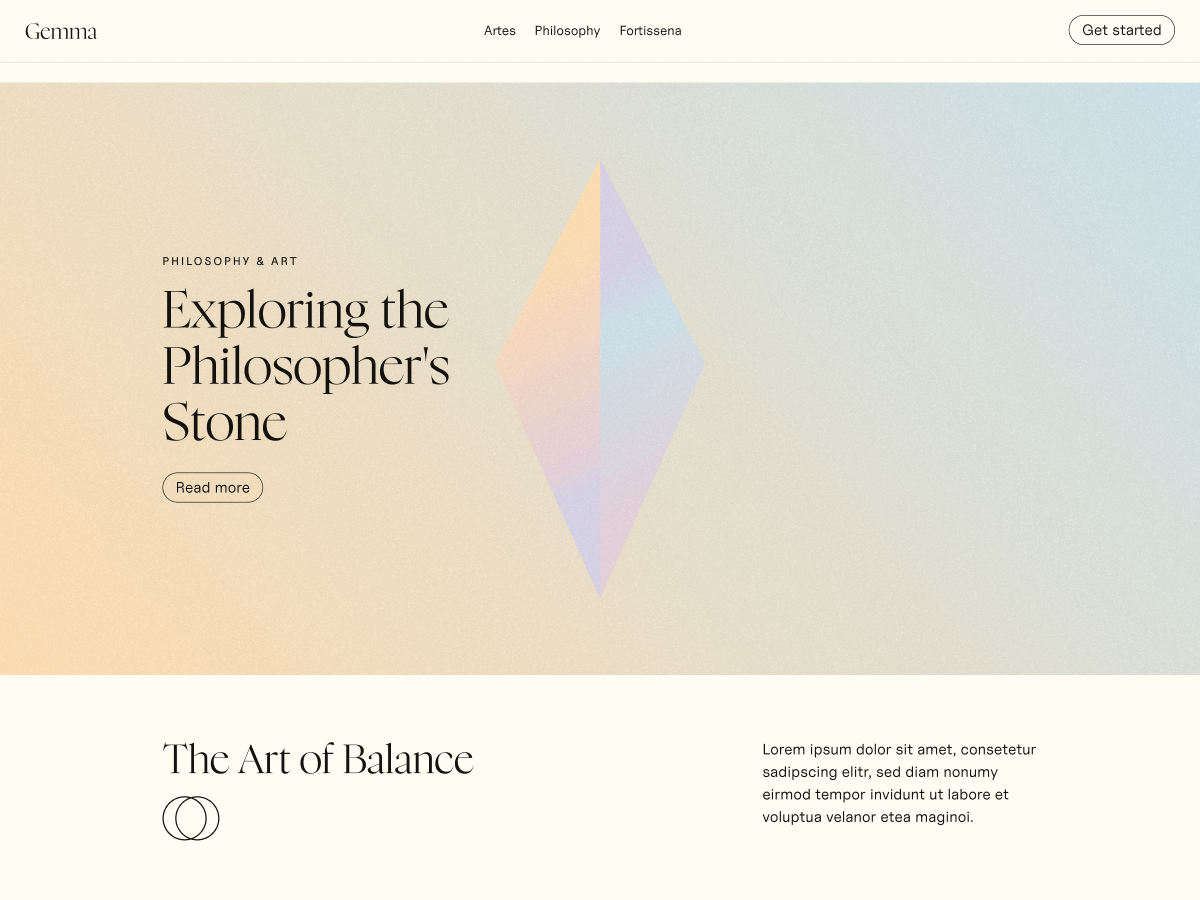 Gemma
Artes
Philosophy
Fortissena
Get started
PHILOSOPHY & ART
Exploring the
Philosopher's
Stone
Read more
The Art of Balance
Lorem ipsum dolor sit amet, consetetur
sadipscing elitr, sed diam nonumy
eirmod tempor invidunt ut labore et
voluptua velanor etea maginoi.